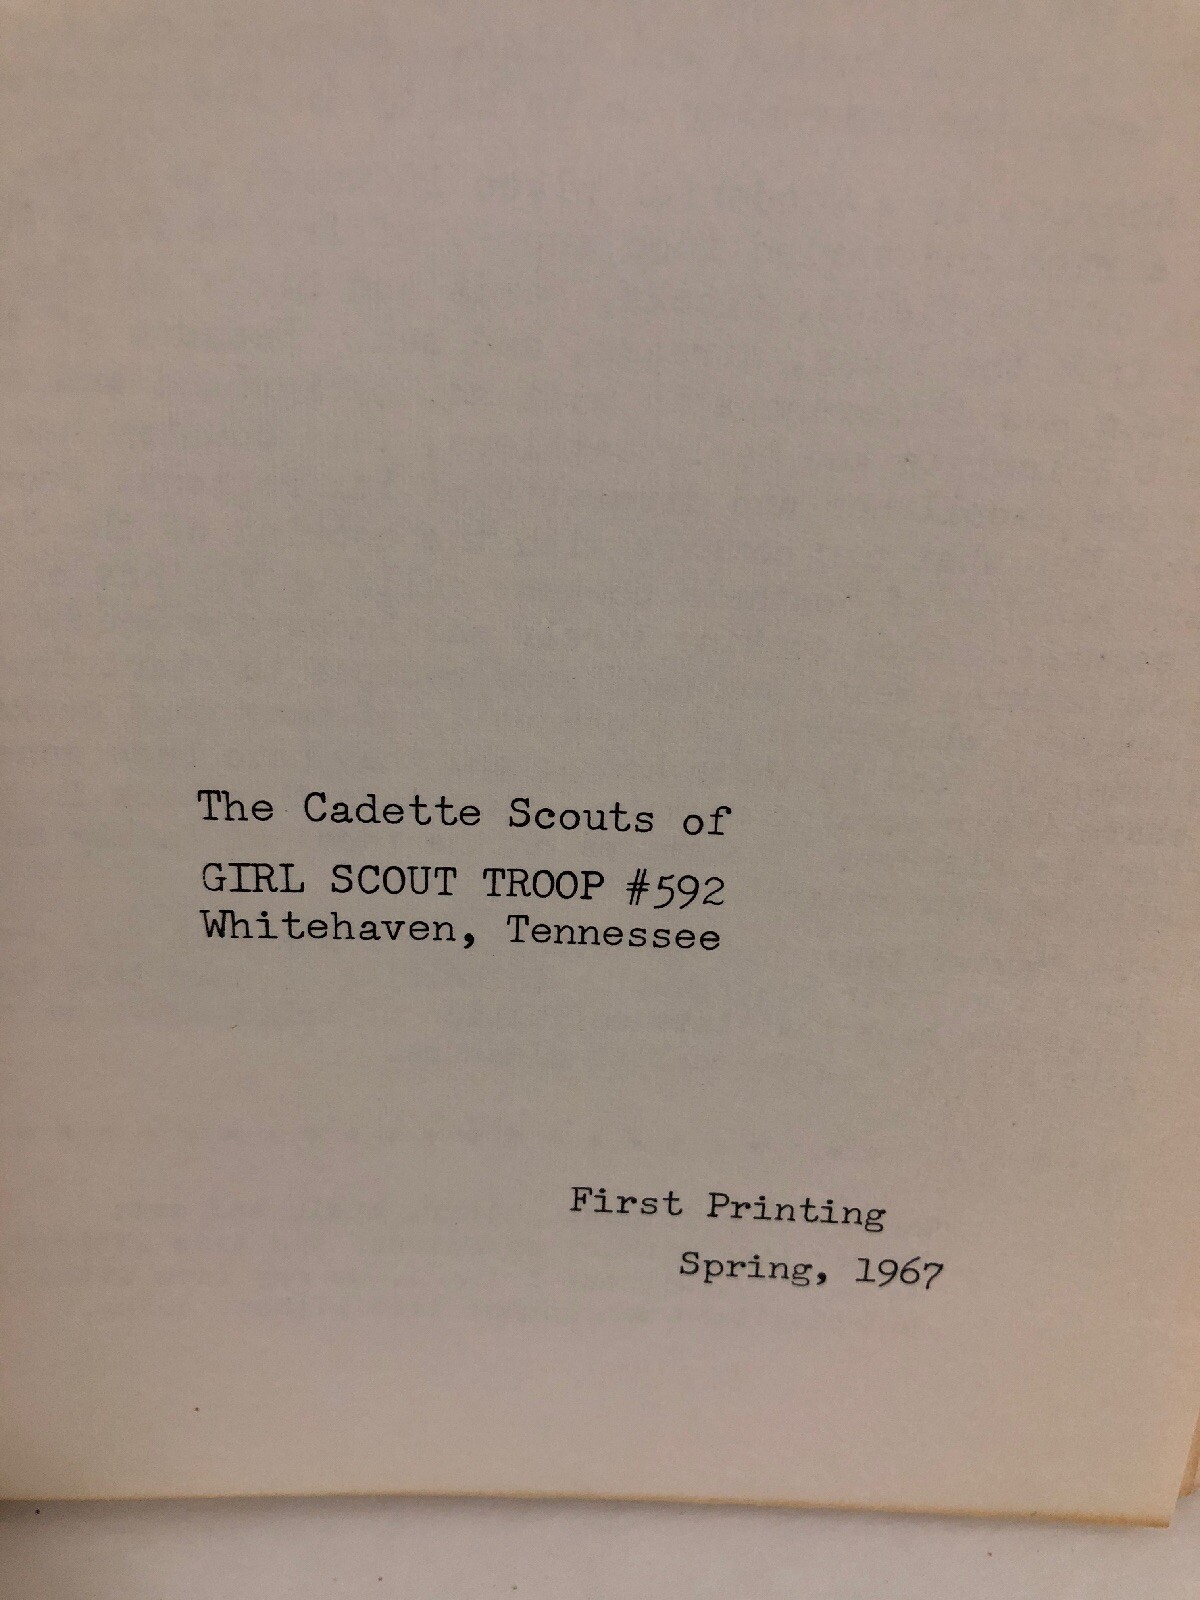 The Cadette Scouts of
GIRL SCOUT TROOP #592
Whitehaven, Tennessee
First Printing
Spring, 1967